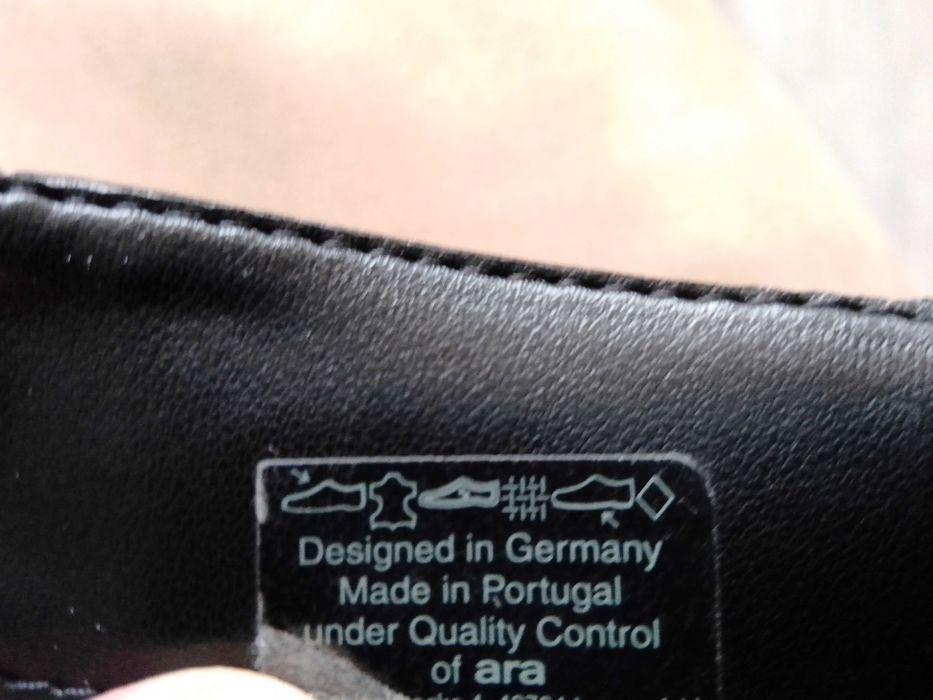 Designed in Germany
Made in Portugal
under Quality Control
of ara